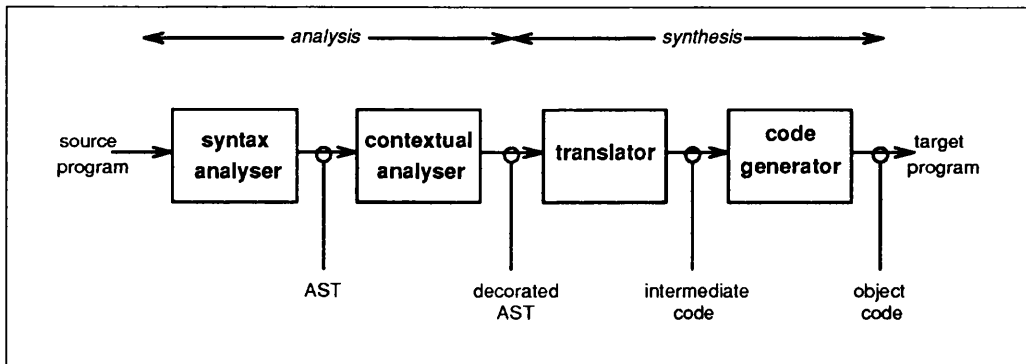 analysis
synthesis
source
program
syntax
analyser
contextual
analyser
translator
code
generator
target
program
AST
decorated
AST
intermediate
code
object
code